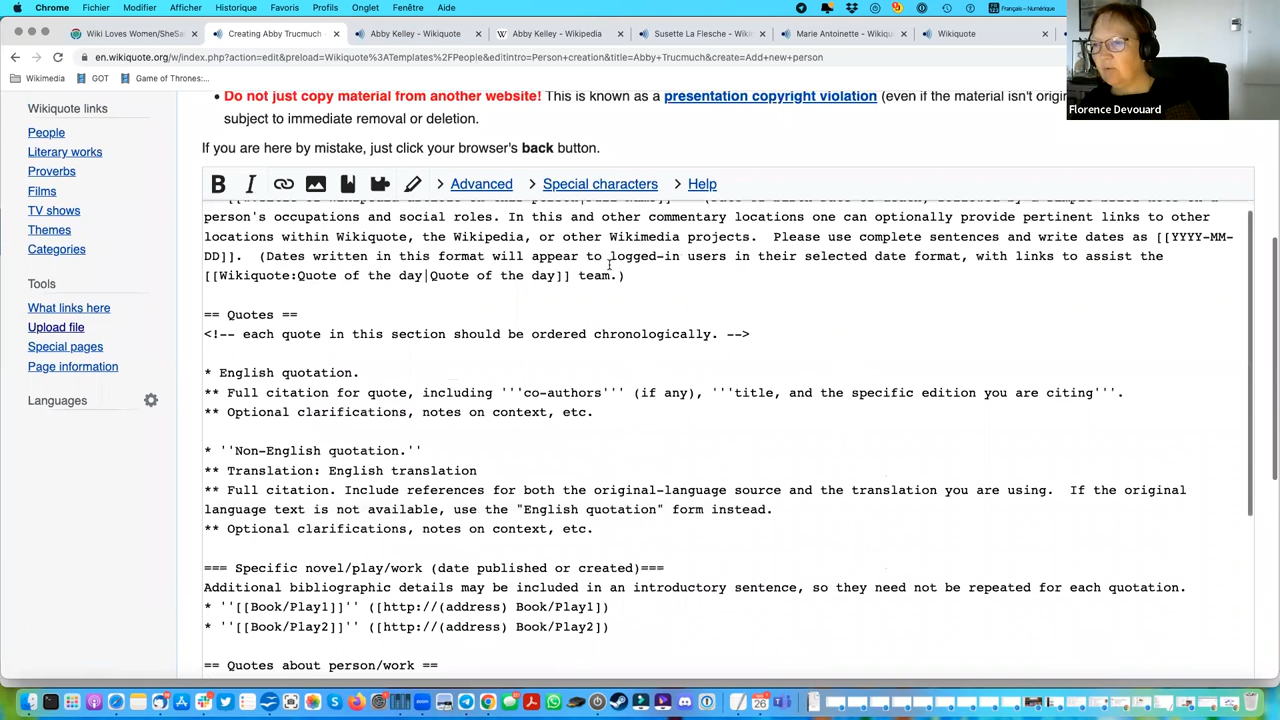 Chrome Fichier Modifier Afficher Historique Favoris Profils Onglet Fenêtre Aide Français – Numérique
Wiki Loves Women/SheSa Creating Abby Trucmuch Abby Kelley - Wikiquote Abby Kelley - Wikipedia Susette La Flesche - Wiki Marie Antoinette - Wikiqu Wikiquote
en.wikiquote.org/w/index.php?action=edit&preload=Wikiquote%3ATemplates%2FPeople&editintro=Person+creation&title=Abby+Trucmuch&create=Add+new+person
Wikimedia GOT Game of Thrones:...
Florence Devouard
Wikiquote links
People
Literary works
Proverbs
Films
TV shows
Themes
Categories
Tools
What links here
Upload file
Special pages
Page information
Languages
• Do not just copy material from another website! This is known as a presentation copyright violation (even if the material isn't origin
subject to immediate removal or deletion.
If you are here by mistake, just click your browser's back button.
B I Advanced Special characters Help
person's occupations and social roles. In this and other commentary locations one can optionally provide pertinent links to other
locations within Wikiquote, the Wikipedia, or other Wikimedia projects.  Please use complete sentences and write dates as [[YYYY-MM-
DD]].  (Dates written in this format will appear to logged-in users in their selected date format, with links to assist the
[[Wikiquote:Quote of the day|Quote of the day]] team.)
== Quotes ==
<!-- each quote in this section should be ordered chronologically. -->
* English quotation.
** Full citation for quote, including '''co-authors''' (if any), '''title, and the specific edition you are citing'''.
** Optional clarifications, notes on context, etc.
* ''Non-English quotation.''
** Translation: English translation
** Full citation. Include references for both the original-language source and the translation you are using.  If the original
language text is not available, use the "English quotation" form instead.
** Optional clarifications, notes on context, etc.
=== Specific novel/play/work (date published or created)===
Additional bibliographic details may be included in an introductory sentence, so they need not be repeated for each quotation.
* ''[[Book/Play1]]'' ([http://(address) Book/Play1])
* ''[[Book/Play2]]'' ([http://(address) Book/Play2])
== Quotes about person/work ==